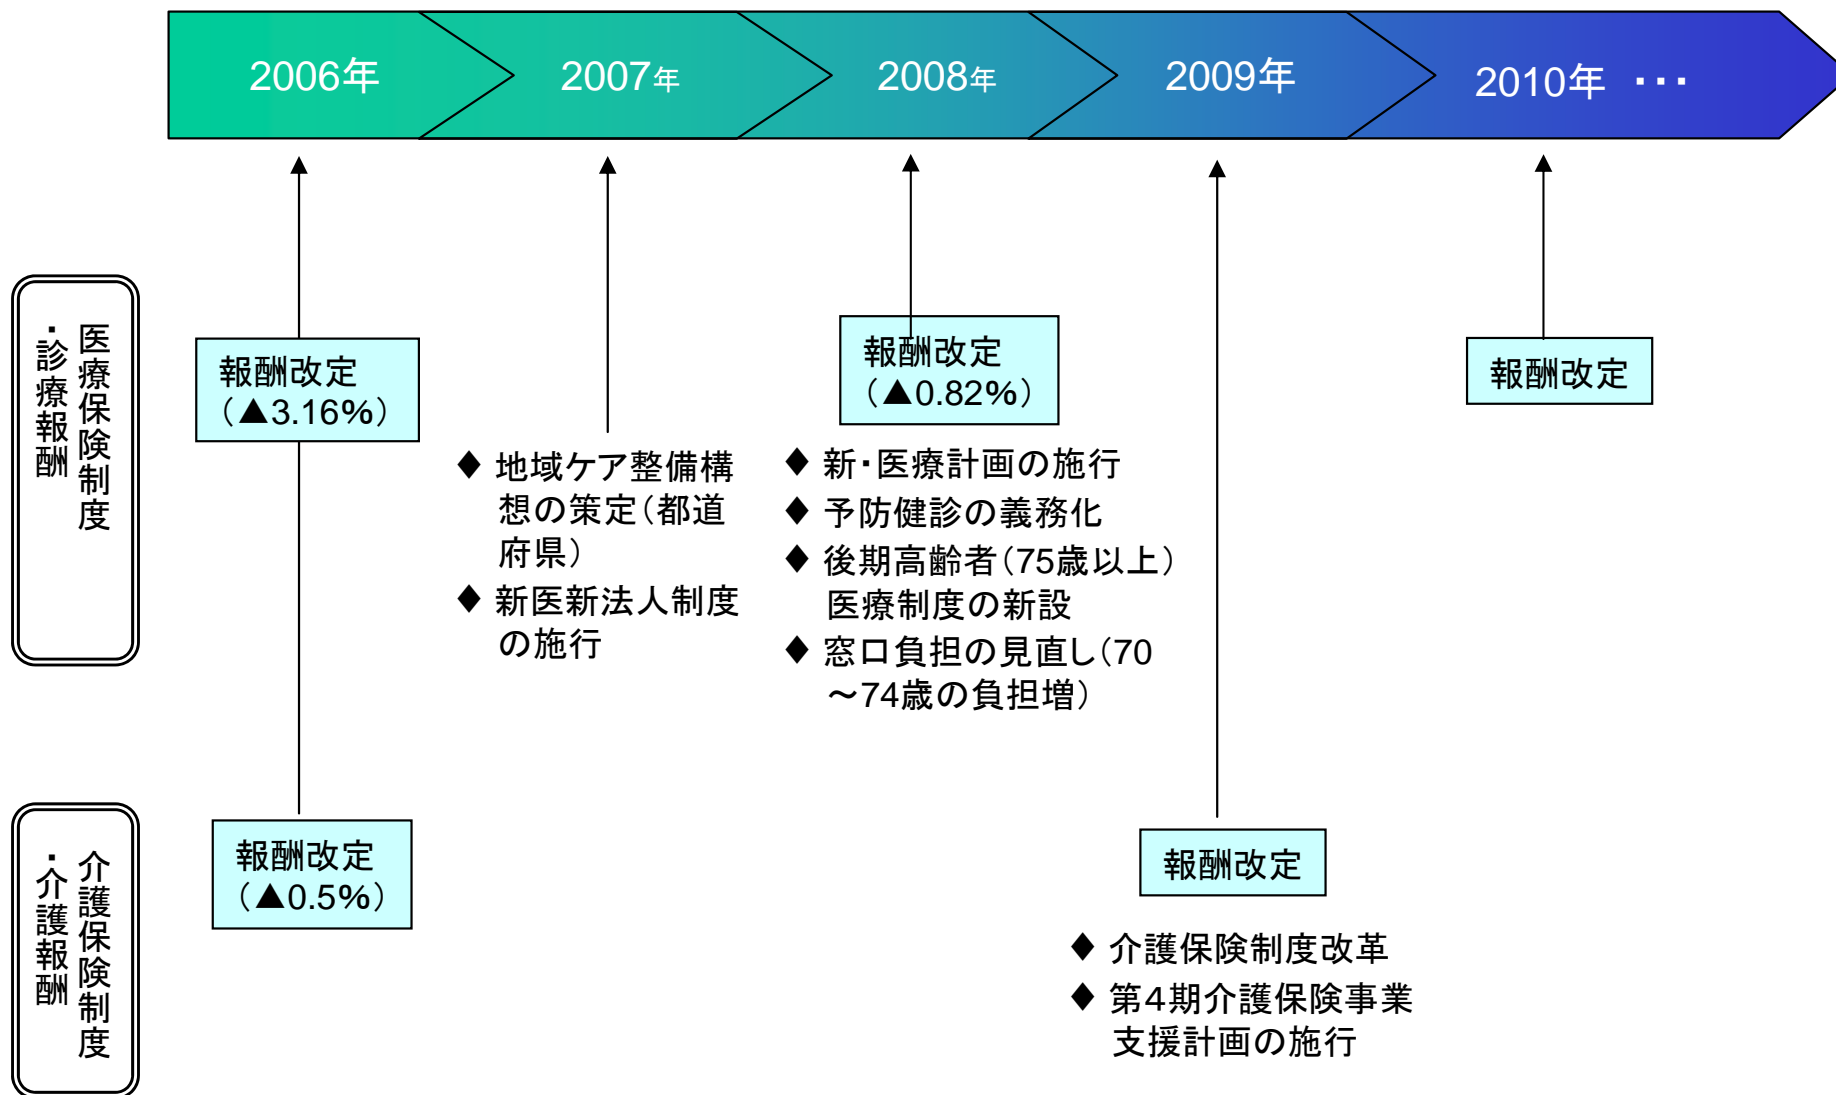 2006年
2007年
2008年
2009年
2010年 ・・・
医療保険制度
・診療報酬
報酬改定
（▲3.16%）
報酬改定
（▲0.82%）
報酬改定
◆ 地域ケア整備構
想の策定（都道
府県）
◆ 新医新法人制度
の施行
◆ 新・医療計画の施行
◆ 予防健診の義務化
◆ 後期高齢者（75歳以上）
医療制度の新設
◆ 窓口負担の見直し（70
～74歳の負担増）
介護保険制度
・介護報酬
報酬改定
（▲0.5%）
報酬改定
◆ 介護保険制度改革
◆ 第4期介護保険事業
支援計画の施行